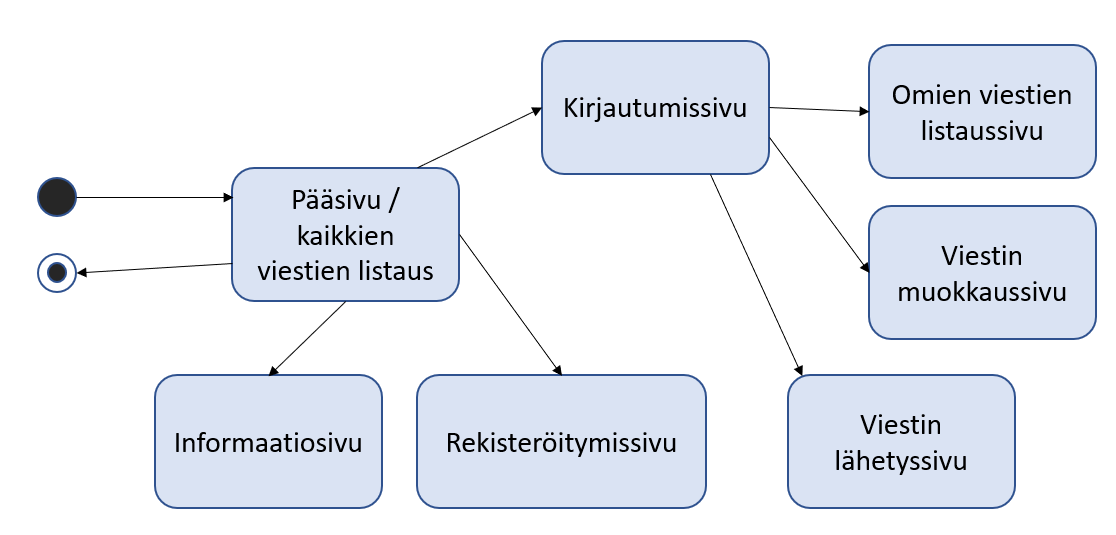 Kirjautumissivu
Omien viestien
listaussivu
Pääsivu /
kaikkien
viestien listaus
Viestin
muokkaussivu
Informaatiosivu
Rekisteröitymissivu
Viestin
lähetyssivu